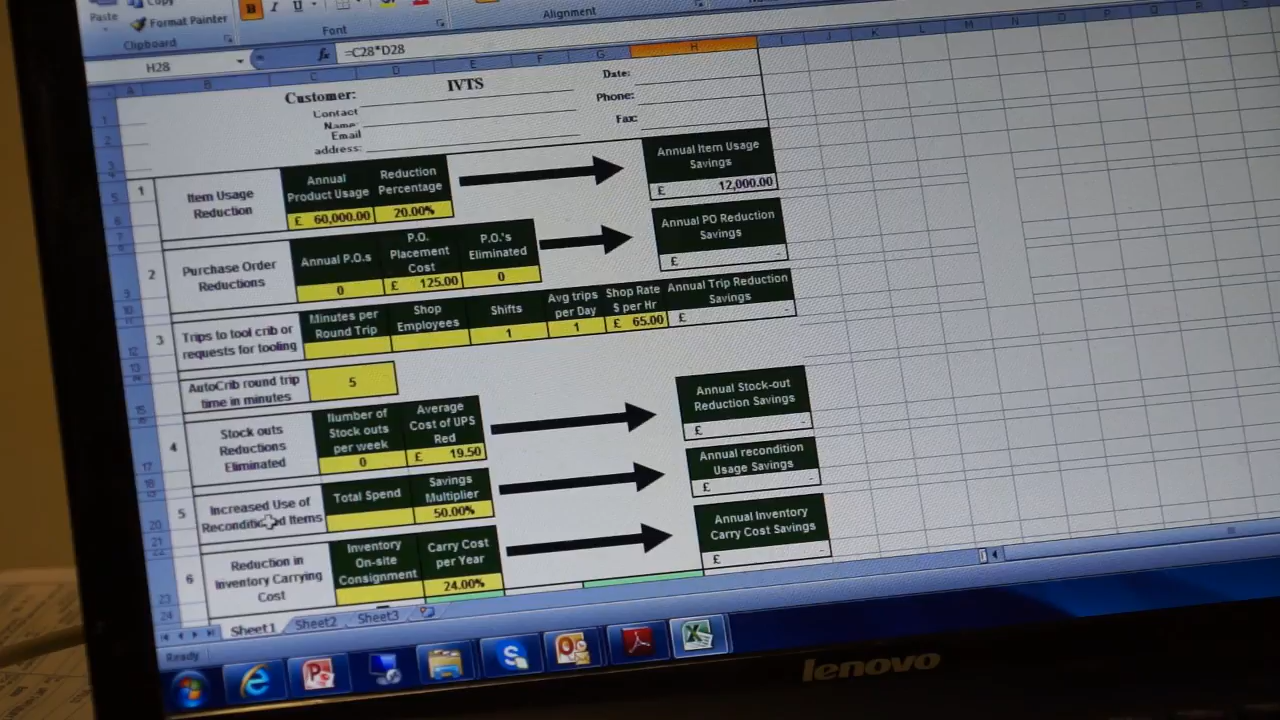 Copy
Paste
Format Painter
Clipboard
Font
Alignment
H28
fx
=C28*D28
A B C D E F G H I J K L M N O P Q R S
Customer:
IVTS
Date:
Contact
Name
Phone:
Email
address:
Fax:
1
Item Usage
Reduction
Annual
Product Usage
£ 60,000.00
Reduction
Percentage
20.00%
Annual Item Usage
Savings
£ 12,000.00
2
Purchase Order
Reductions
Annual P.O.s
0
P.O.
Placement
Cost
£ 125.00
P.O.'s
Eliminated
0
Annual PO Reduction
Savings
£ -
3
Trips to tool crib or
requests for tooling
Minutes per
Round Trip
Shop
Employees
Shifts
1
Avg trips
per Day
1
Shop Rate
$ per Hr
£ 65.00
Annual Trip Reduction
Savings
£ -
AutoCrib round trip
time in minutes
5
4
Stock outs
Reductions
Eliminated
Number of
Stock outs
per week
0
Average
Cost of UPS
Red
£ 19.50
Annual Stock-out
Reduction Savings
£ -
5
Increased Use of
Reconditioned Items
Total Spend
Savings
Multiplier
50.00%
Annual recondition
Usage Savings
£ -
6
Reduction in
Inventory Carrying
Cost
Inventory
On-site
Consignment
Carry Cost
per Year
24.00%
Annual Inventory
Carry Cost Savings
£ -
Sheet1 Sheet2 Sheet3
Ready
lenovo